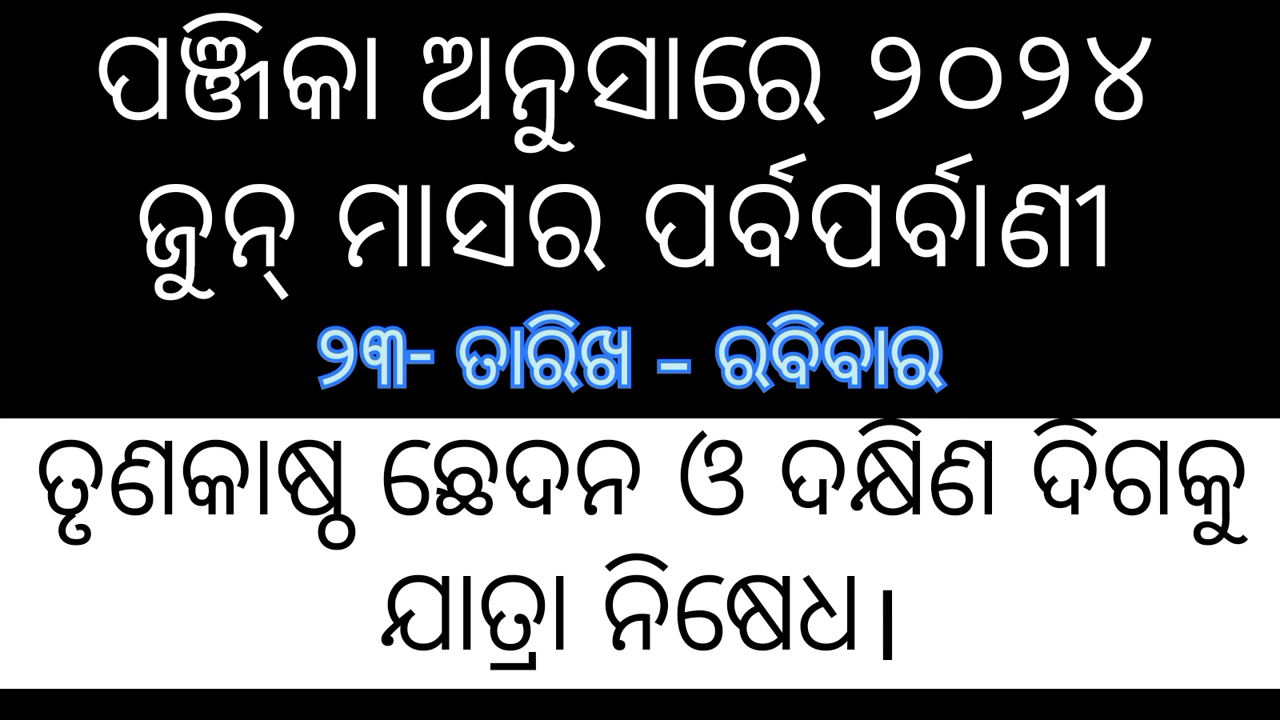 ପଞ୍ଜିକା ଅନୁସାରେ ୨୦୨୪
ଜୁନ୍ ମାସର ପର୍ବପର୍ବାଣୀ
୨୩- ତାରିଖ - ରବିବାର
ତୃଣକାଷ୍ଠ ଛେଦନ ଓ ଦକ୍ଷିଣ ଦିଗକୁ
ଯାତ୍ରା ନିଷେଧ।